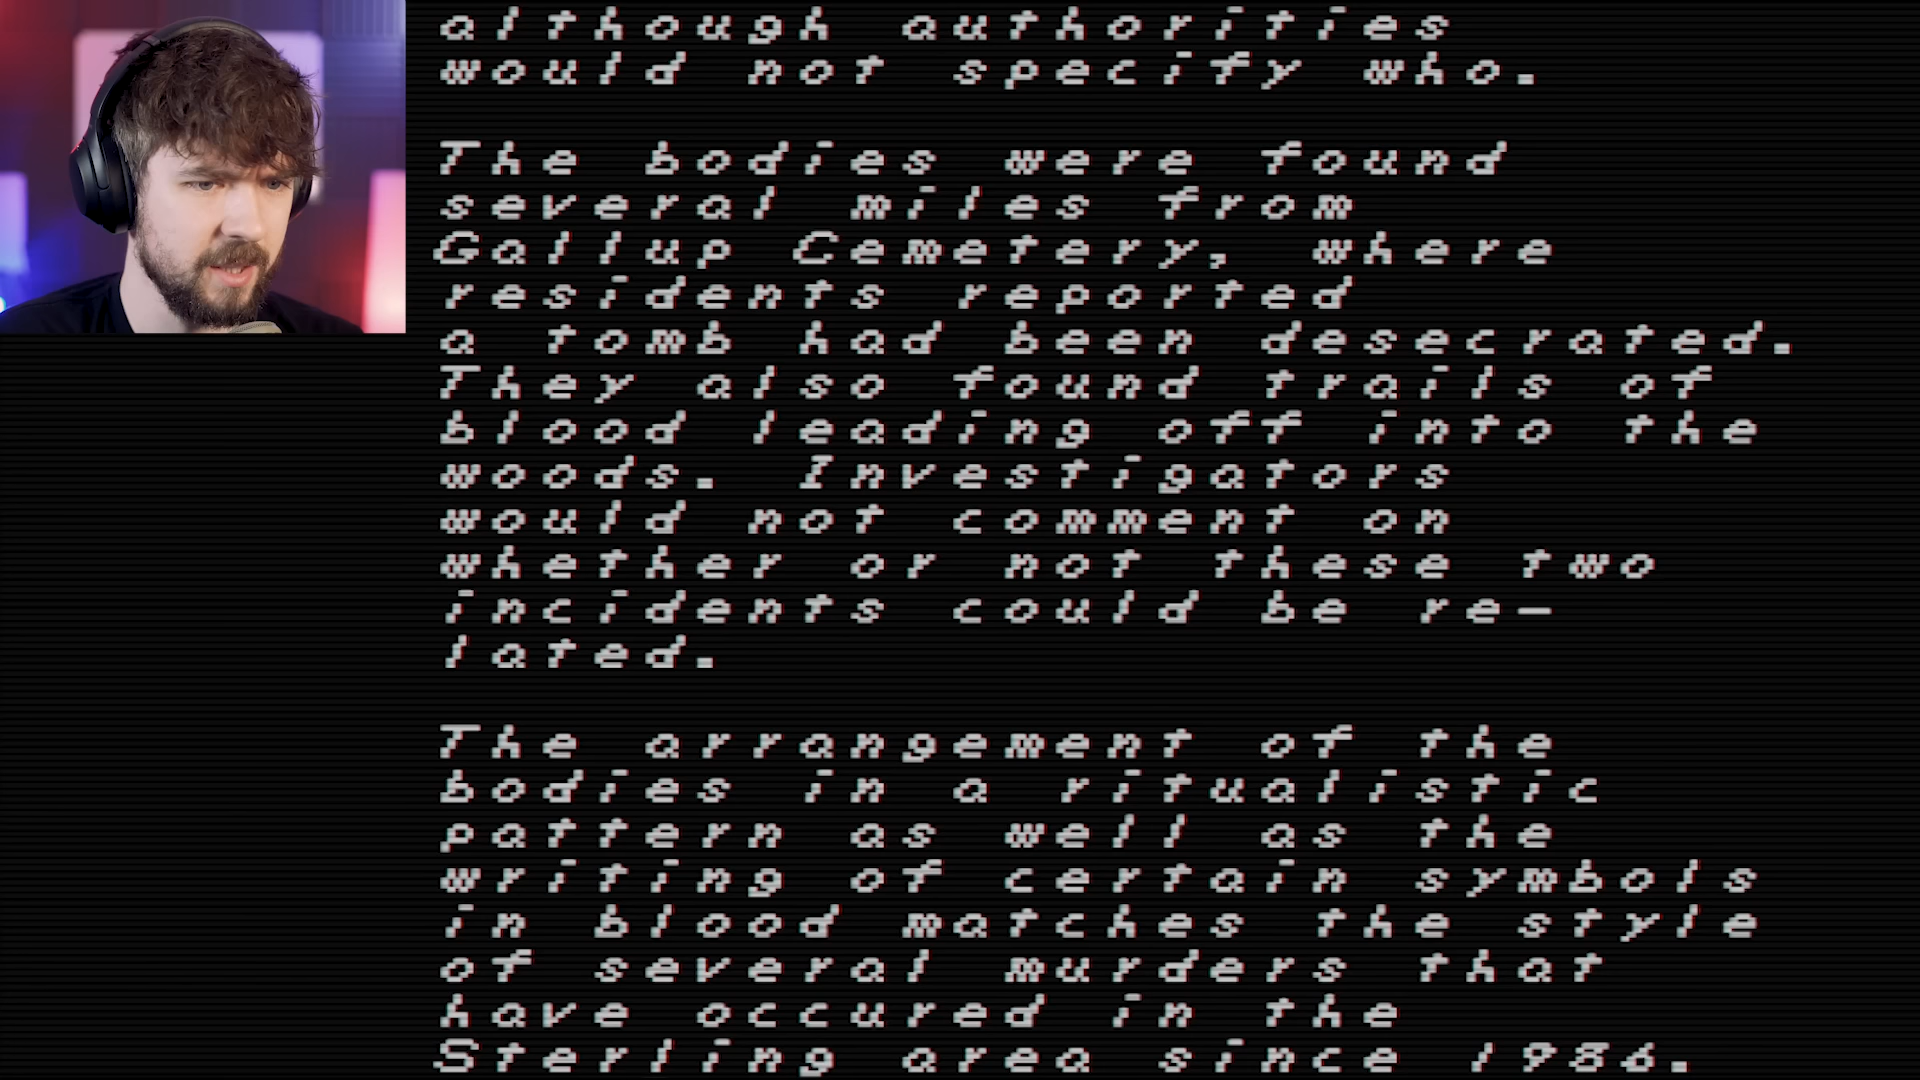 although authorities
would not specify who.
The bodies were found
several miles from
Gallup Cemetery, where
residents reported
a tomb had been desecrated.
They also found trails of
blood leading off into the
woods. Investigators
would not comment on
whether or not these two
incidents could be re-
lated.
The arrangement of the
bodies in a ritualistic
pattern as well as the
writing of certain symbols
in blood matches the style
of several murders that
have occured in the
Sterling area since 1986.